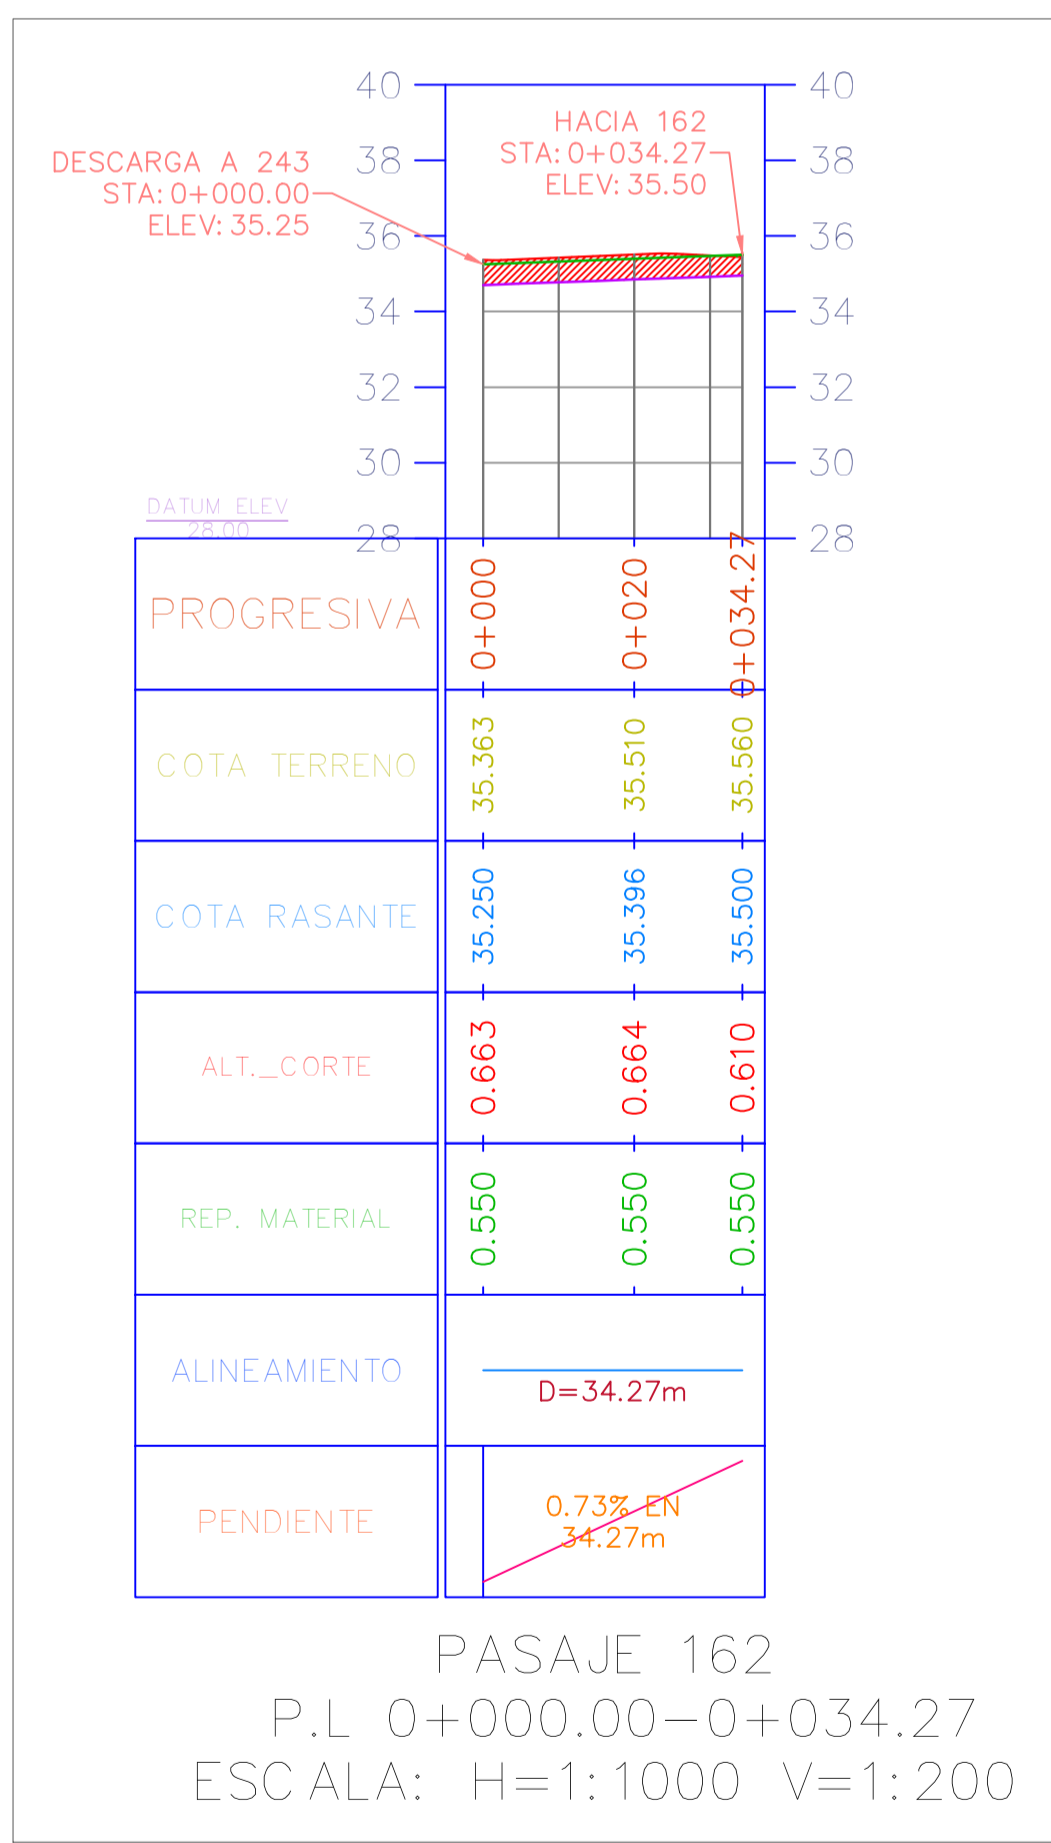 40
40
HACIA 162
STA: 0+034.27
ELEV: 35.50
DESCARGA A 243
STA: 0+000.00
ELEV: 35.25
38
38
36
36
34
34
32
32
30
30
DATUM ELEV
28.00
28
28
PROGRESIVA
0+000
0+020
0+034.27
COTA TERRENO
35.363
35.510
35.560
COTA RASANTE
35.250
35.396
35.500
ALT._CORTE
0.663
0.664
0.610
REP. MATERIAL
0.550
0.550
0.550
ALINEAMIENTO
D=34.27m
PENDIENTE
0.73% EN
34.27m
PASAJE 162
P.L 0+000.00-0+034.27
ESCALA: H=1:1000 V=1:200